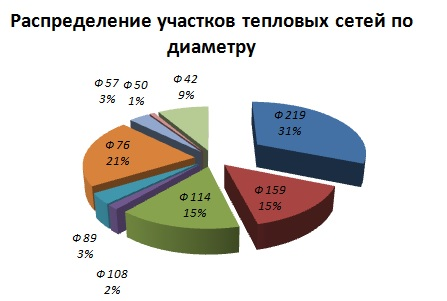 Распределение участков тепловых сетей по
диаметру
Ф 219
31%
Ф 159
15%
Ф 114
15%
Ф 108
2%
Ф 89
3%
Ф 76
21%
Ф 57
3%
Ф 50
1%
Ф 42
9%